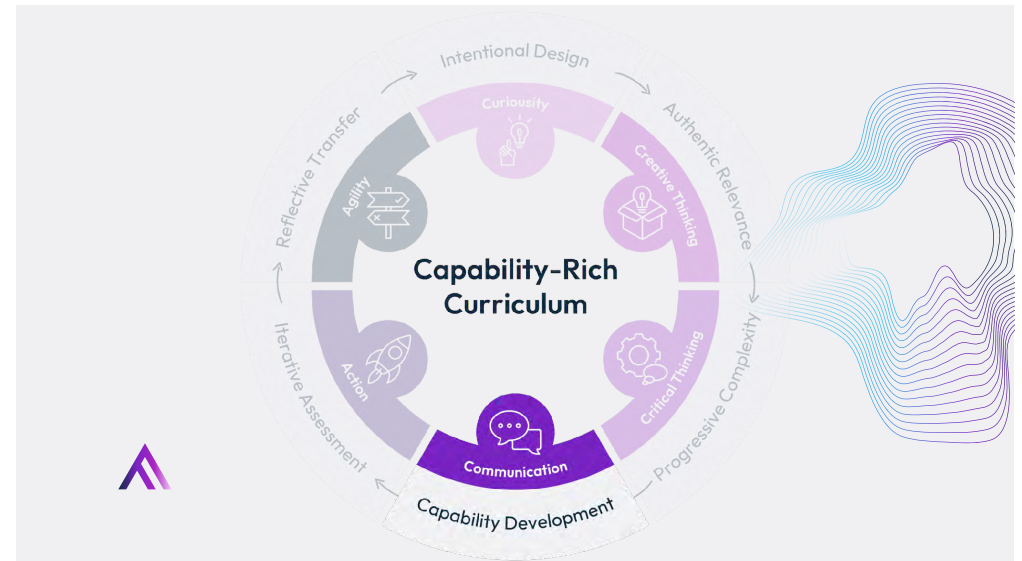 Intentional Design
Authentic Relevance
Progressive Complexity
Capability Development
Iterative Assessment
Reflective Transfer
Curiousity
Creative Thinking
Critical Thinking
Communication
Action
Agility
Capability-Rich
Curriculum